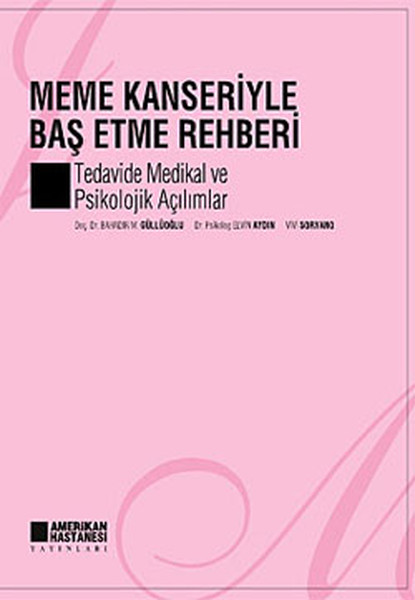 MEME KANSERİYLE
BAŞ ETME REHBERİ
Tedavide Medikal ve
Psikolojik Açılımlar
Doç. Dr. BAHADIR M. GÜLLÜOĞLU Dr. Psikolog ELVİN AYDIN VİVİ SORYANO
AMERİKAN
HASTANESİ
YAYINLARI